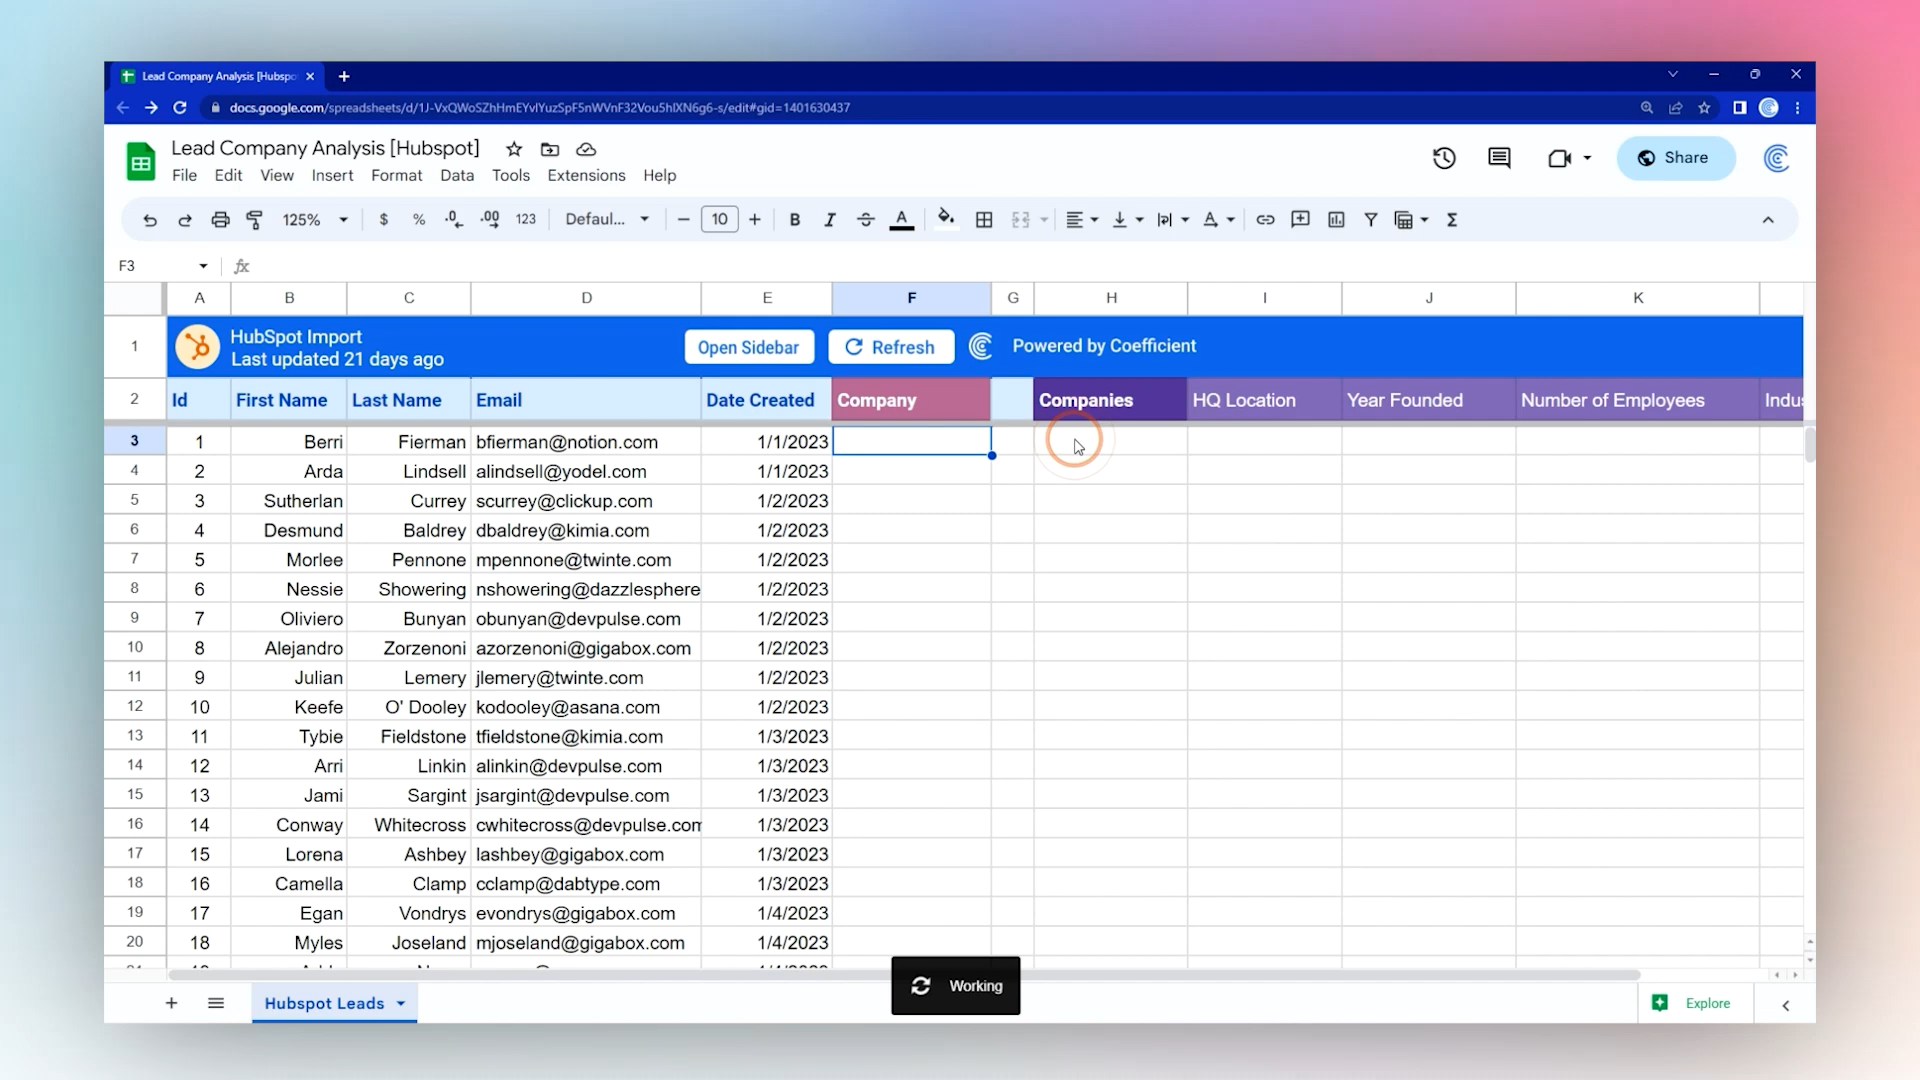 Lead Company Analysis [Hubspo
docs.google.com/spreadsheets/d/1J-VxQWoSZhHmEYvlYuzSpF5nWVnF32Vou5hlXN6g6-s/edit#gid=1401630437
Lead Company Analysis [Hubspot]
File Edit View Insert Format Data Tools Extensions Help
Share
125% $ % .0 .00 123 Defaul... − 10 + B I A Σ
F3 fx
A B C D E F G H I J K
1 HubSpot Import
Last updated 21 days ago
Open Sidebar Refresh Powered by Coefficient
2 Id First Name Last Name Email Date Created Company Companies HQ Location Year Founded Number of Employees Indus
3 1 Berri Fierman bfierman@notion.com 1/1/2023
4 2 Arda Lindsell alindsell@yodel.com 1/1/2023
5 3 Sutherlan Currey scurrey@clickup.com 1/2/2023
6 4 Desmund Baldrey dbaldrey@kimia.com 1/2/2023
7 5 Morlee Pennone mpennone@twinte.com 1/2/2023
8 6 Nessie Showering nshowering@dazzlesphere 1/2/2023
9 7 Oliviero Bunyan obunyan@devpulse.com 1/2/2023
10 8 Alejandro Zorzenoni azorzenoni@gigabox.com 1/2/2023
11 9 Julian Lemery jlemery@twinte.com 1/2/2023
12 10 Keefe O' Dooley kodooley@asana.com 1/2/2023
13 11 Tybie Fieldstone tfieldstone@kimia.com 1/3/2023
14 12 Arri Linkin alinkin@devpulse.com 1/3/2023
15 13 Jami Sargint jsargint@devpulse.com 1/3/2023
16 14 Conway Whitecross cwhitecross@devpulse.com 1/3/2023
17 15 Lorena Ashbey lashbey@gigabox.com 1/3/2023
18 16 Camella Clamp cclamp@dabtype.com 1/3/2023
19 17 Egan Vondrys evondrys@gigabox.com 1/4/2023
20 18 Myles Joseland mjoseland@gigabox.com 1/4/2023
Working
Hubspot Leads
Explore